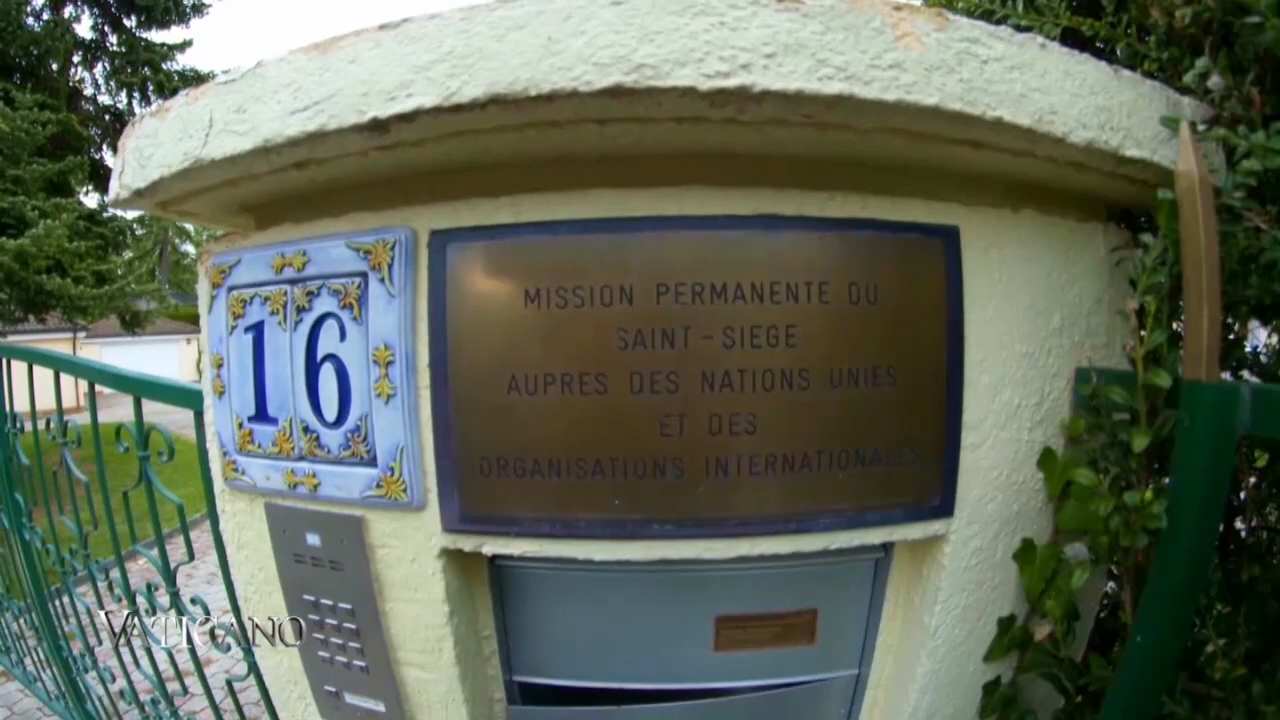 16
MISSION PERMANENTE DU
SAINT-SIEGE
AUPRES DES NATIONS UNIES
ET DES
ORGANISATIONS INTERNATIONALES
VATICANO